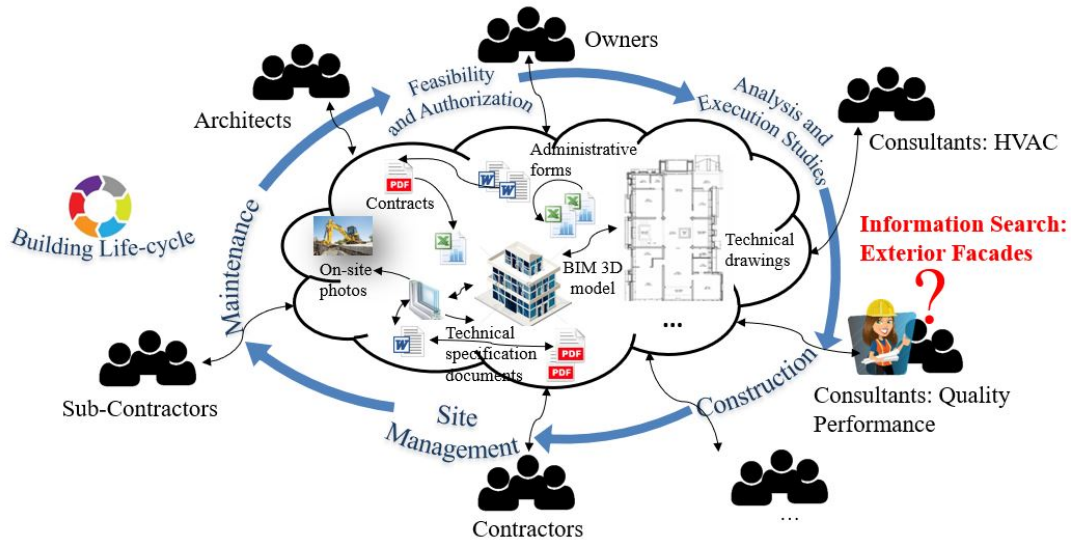 Owners
Feasibility
and Authorization
Architects
Analysis and
Execution Studies
Consultants: HVAC
Administrative
forms
W
W
PDF
Contracts
Building Life-cycle
Maintenance
Information Search:
Exterior Facades
?
On-site
photos
BIM 3D
model
Technical
drawings
...
W
Technical
specification
documents
PDF
PDF
Sub-Contractors
Site
Management
Construction
Consultants: Quality
Performance
Contractors
...